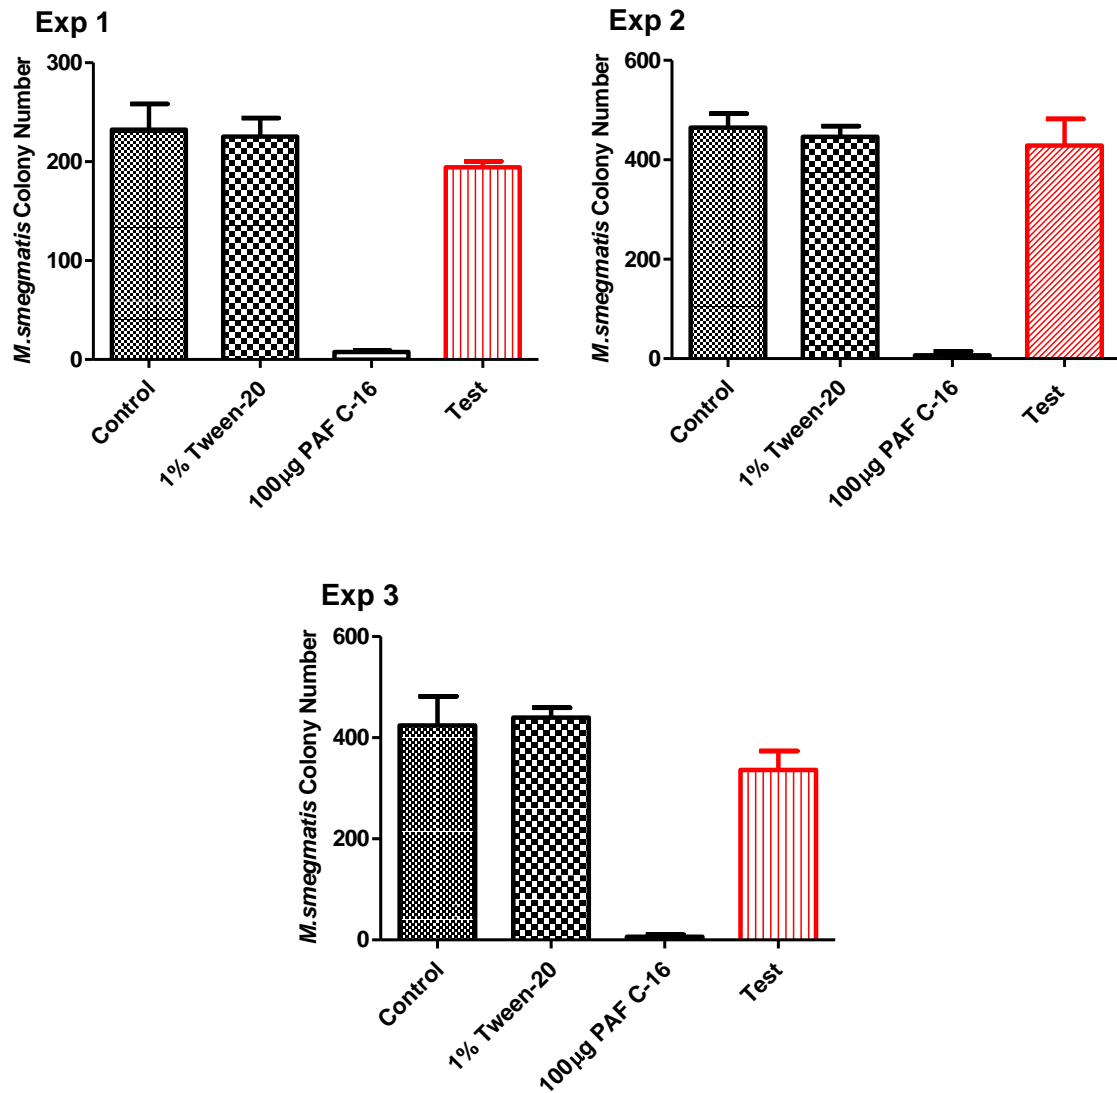 Exp 1
M.smegmatis Colony Number
300
200
100
0
Control
1% Tween-20
100μg PAF C-16
Test
Exp 2
M.smegmatis Colony Number
600
400
200
0
Control
1% Tween-20
100μg PAF C-16
Test
Exp 3
M.smegmatis Colony Number
600
400
200
0
Control
1% Tween-20
100μg PAF C-16
Test